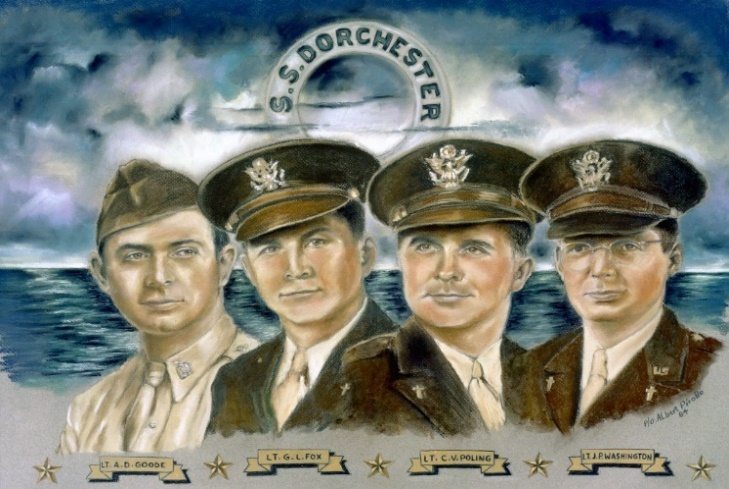 S.S. DORCHESTER
LT. A. D. GOODE
LT. G. L. FOX
LT. C. V. POLING
LT. J. P. WASHINGTON
U S